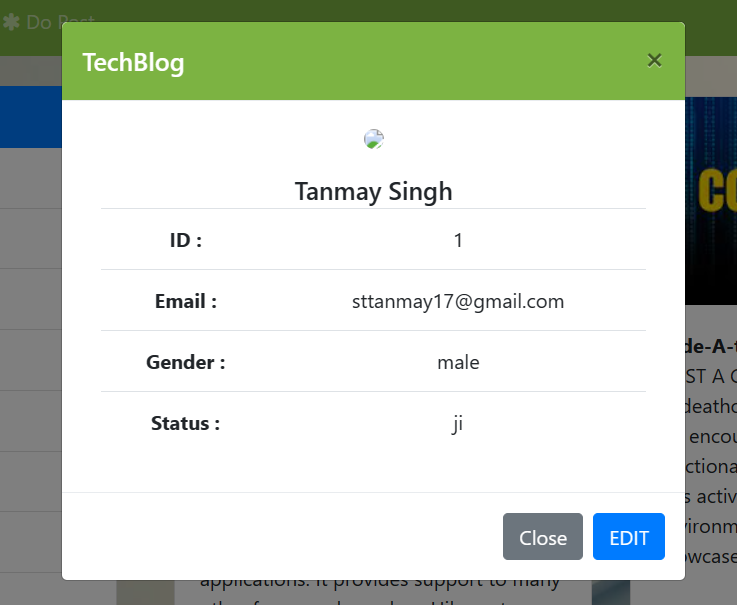 ✱ Do Post
TechBlog
×
Tanmay Singh
ID : 1
Email : sttanmay17@gmail.com
Gender : male
Status : ji
de-A-
ST A
deatho
encou
ctiona
s activ
vironm
owcase
Close EDIT
applications. It provides support to many